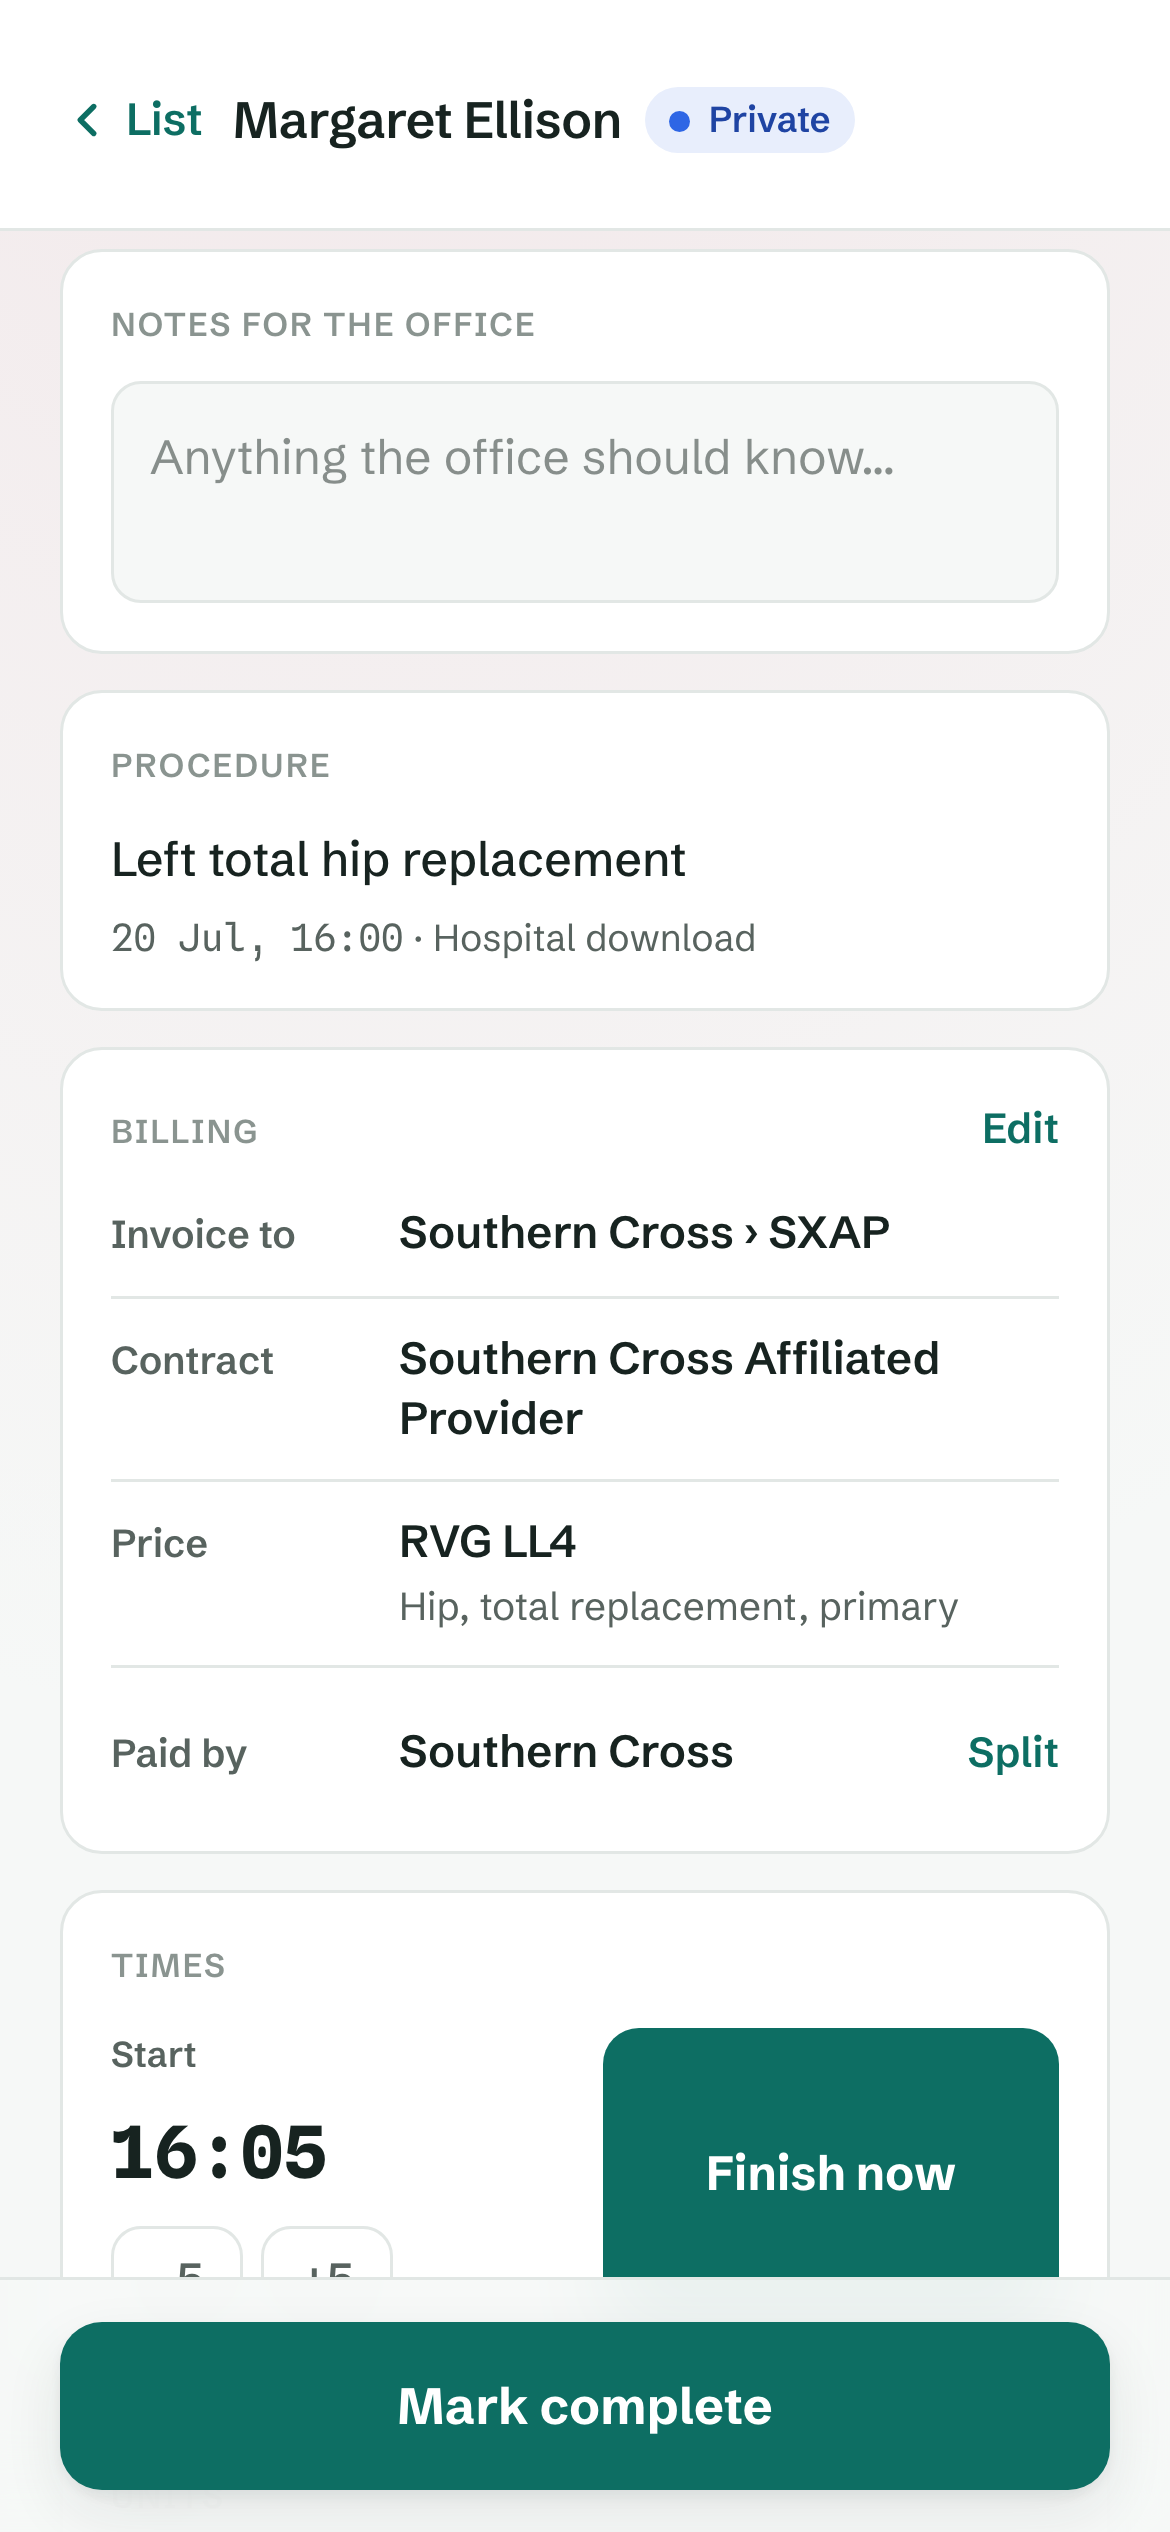 List Margaret Ellison Private
NOTES FOR THE OFFICE
Anything the office should know...
PROCEDURE
Left total hip replacement
20 Jul, 16:00 · Hospital download
BILLING Edit
Invoice to Southern Cross › SXAP
Contract Southern Cross Affiliated
Provider
Price RVG LL4
Hip, total replacement, primary
Paid by Southern Cross Split
TIMES
Start
16:05
Finish now
Mark complete